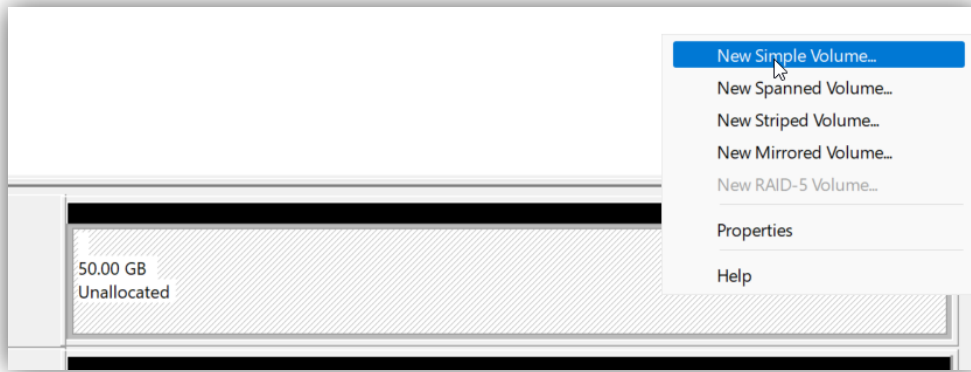 New Simple Volume...
New Spanned Volume...
New Striped Volume...
New Mirrored Volume...
New RAID-5 Volume...
Properties
Help
50.00 GB
Unallocated